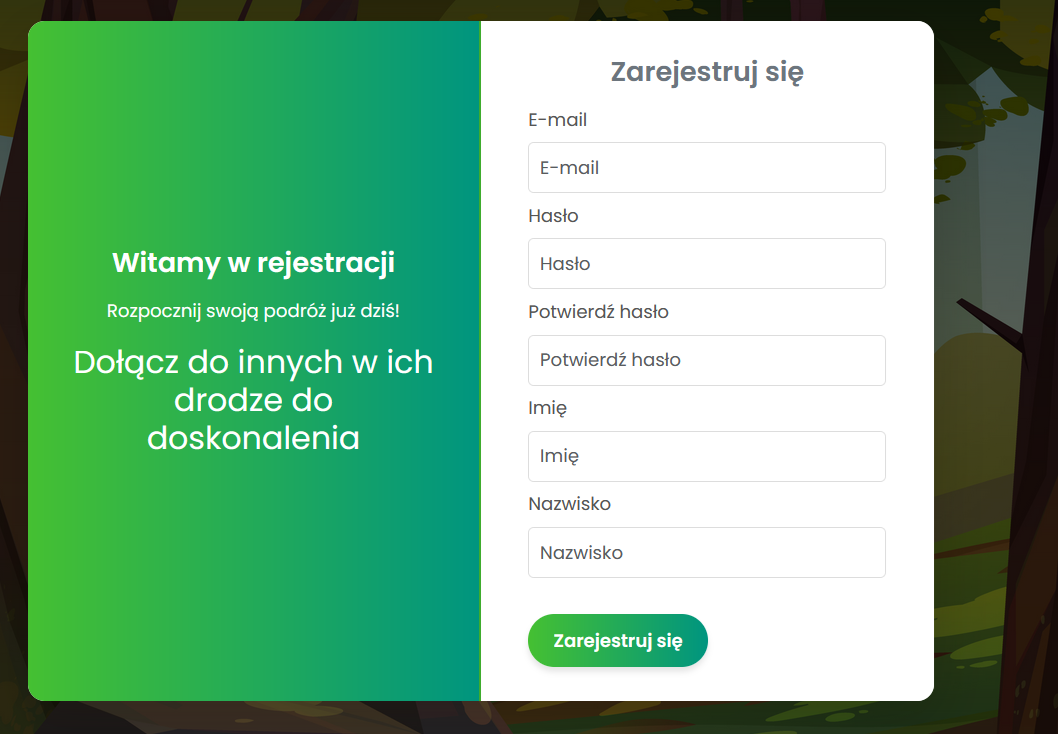 Witamy w rejestracji
Rozpocznij swoją podróż już dziś!
Dołącz do innych w ich
drodze do
doskonalenia
Zarejestruj się
E-mail
E-mail
Hasło
Hasło
Potwierdź hasło
Potwierdź hasło
Imię
Imię
Nazwisko
Nazwisko
Zarejestruj się